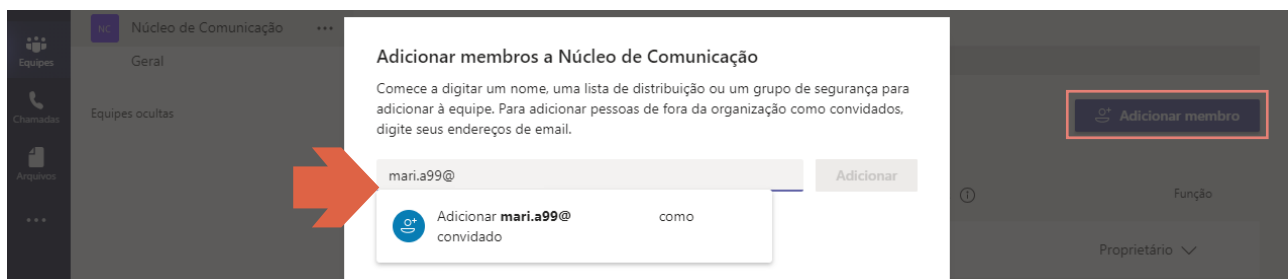 NC Núcleo de Comunicação ...
Equipes
Geral
Chamadas
Equipes ocultas
Arquivos
...
Adicionar membros a Núcleo de Comunicação
Comece a digitar um nome, uma lista de distribuição ou um grupo de segurança para
adicionar à equipe. Para adicionar pessoas de fora da organização como convidados,
digite seus endereços de email.
mari.a99@
Adicionar
Adicionar mari.a99@ como
convidado
Adicionar membro
Função
Proprietário